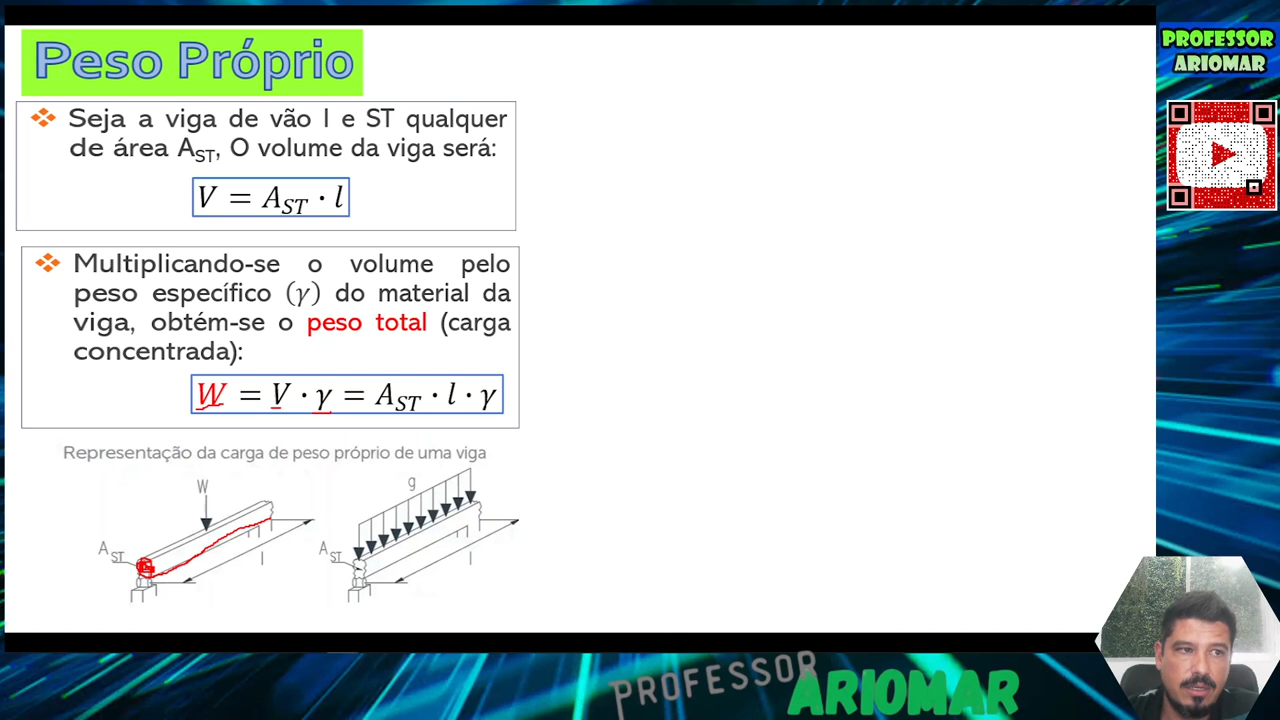 Peso Próprio
PROFESSOR
ARIOMAR
❖ Seja a viga de vão l e ST qualquer
de área A_ST, O volume da viga será:
V = A_ST · l
❖ Multiplicando-se o volume pelo
peso específico (γ) do material da
viga, obtém-se o peso total (carga
concentrada):
W = V · γ = A_ST · l · γ
Representação da carga de peso próprio de uma viga
W
A_ST
l
g
A_ST
l
PROFESSOR
ARIOMAR